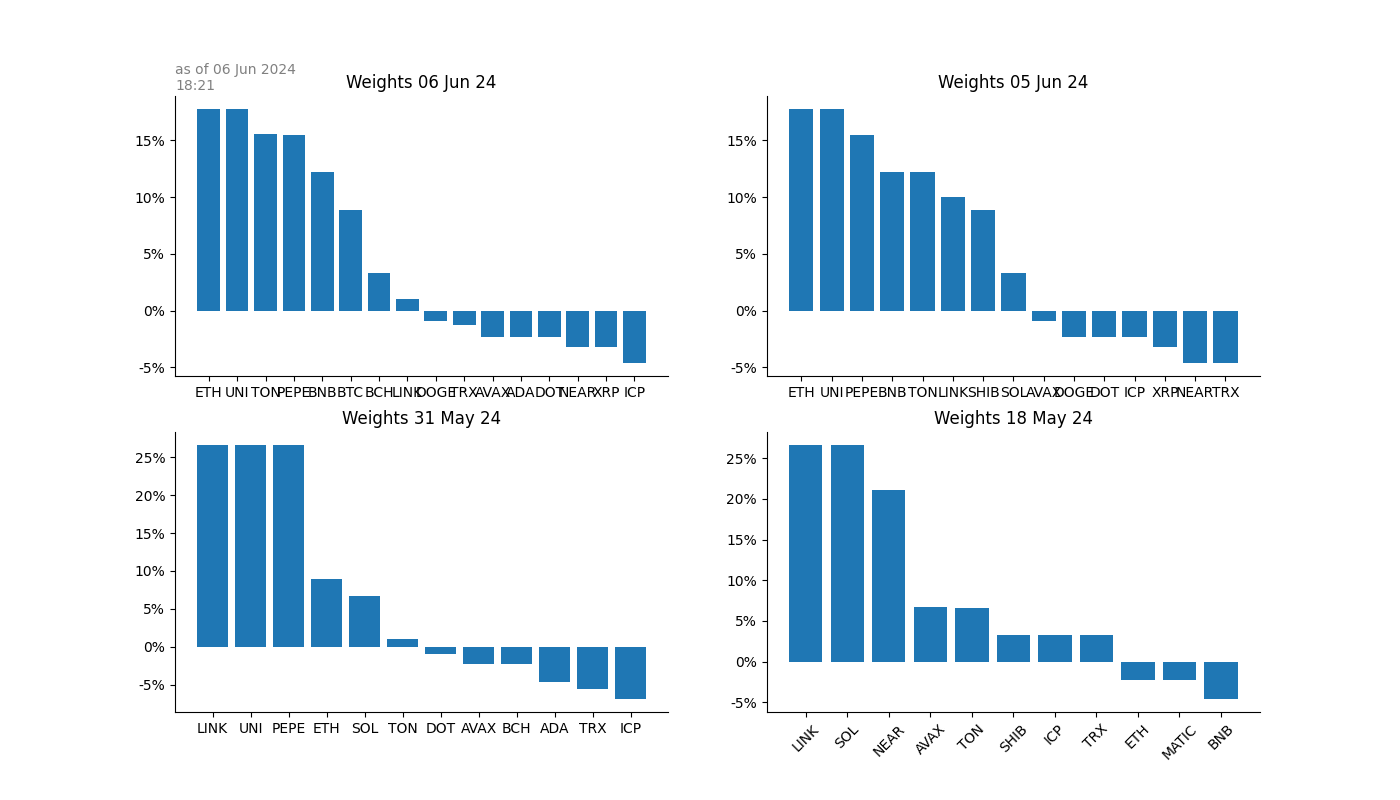 as of 06 Jun 2024
18:21
Weights 06 Jun 24
15%
10%
5%
0%
-5%
ETH UNI TON PEPE BNB BTC BCH LINK DOGE TRX AVAX ADA DOT NEAR XRP ICP
Weights 05 Jun 24
15%
10%
5%
0%
-5%
ETH UNI PEPE BNB TON LINK SHIB SOL AVAX DOGE DOT ICP XRP NEAR TRX
Weights 31 May 24
25%
20%
15%
10%
5%
0%
-5%
LINK UNI PEPE ETH SOL TON DOT AVAX BCH ADA TRX ICP
Weights 18 May 24
25%
20%
15%
10%
5%
0%
-5%
LINK SOL NEAR AVAX TON SHIB ICP TRX ETH MATIC BNB